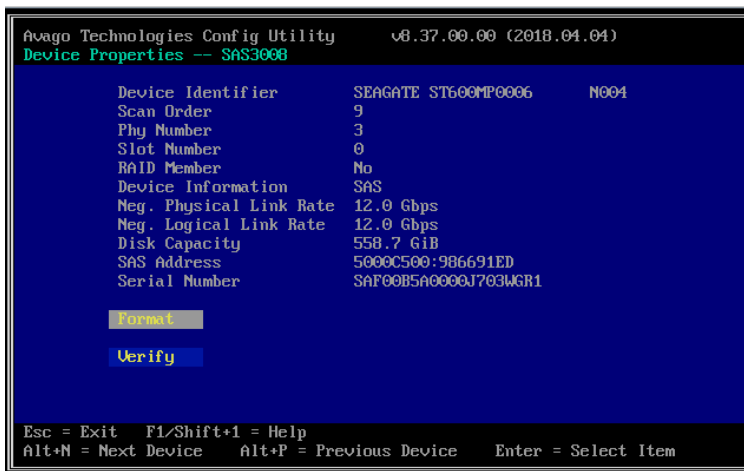 Avago Technologies Config Utility v8.37.00.00 (2018.04.04)
Device Properties -- SAS3008
Device Identifier SEAGATE ST600MP0006 N004
Scan Order 9
Phy Number 3
Slot Number 0
RAID Member No
Device Information SAS
Neg. Physical Link Rate 12.0 Gbps
Neg. Logical Link Rate 12.0 Gbps
Disk Capacity 558.7 GiB
SAS Address 5000C500:986691ED
Serial Number SAF00B5A0000J703WGR1
Format
Verify
Esc = Exit F1/Shift+1 = Help
Alt+N = Next Device Alt+P = Previous Device Enter = Select Item